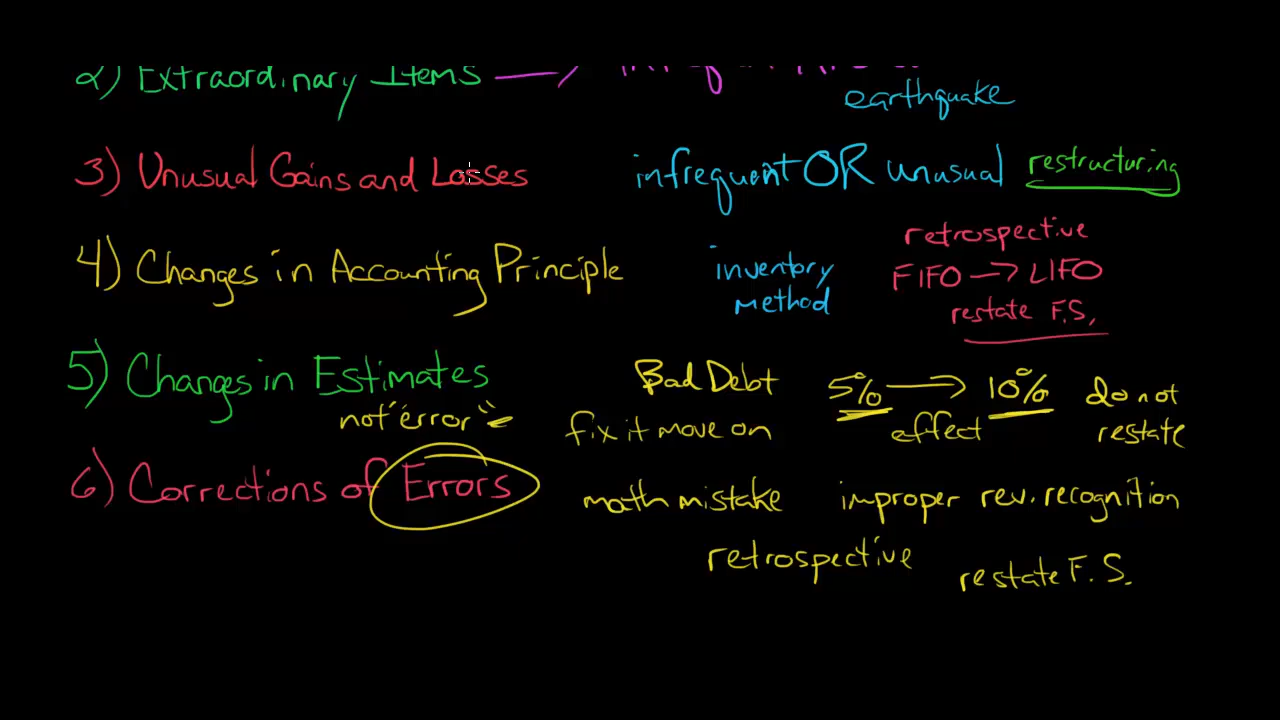 2) Extraordinary Items →
earthquake
3) Unusual Gains and Losses infrequent OR unusual restructuring
4) Changes in Accounting Principle inventory method
retrospective
FIFO → LIFO
restate F.S.
5) Changes in Estimates Bad Debt 5% → 10% do not restate
not "error" fix it move on effect
6) Corrections of Errors math mistake improper rev. recognition
retrospective restate F. S.